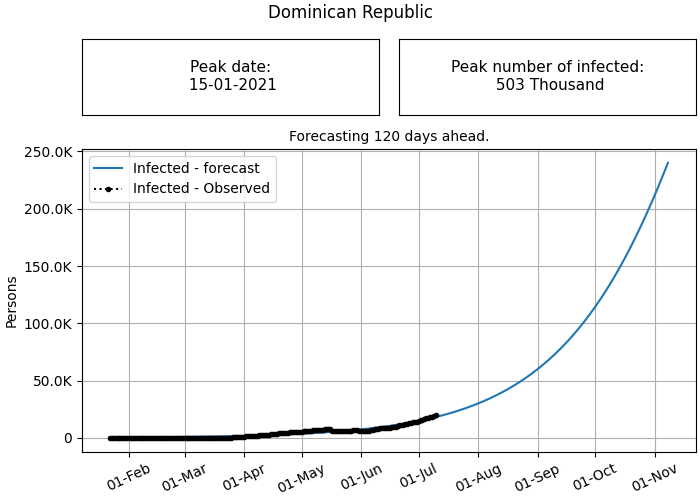 Dominican Republic
Peak date:
15-01-2021
Peak number of infected:
503 Thousand
Forecasting 120 days ahead.
Infected - forecast
Infected - Observed
250.0K
200.0K
150.0K
100.0K
50.0K
0
Persons
01-Feb
01-Mar
01-Apr
01-May
01-Jun
01-Jul
01-Aug
01-Sep
01-Oct
01-Nov